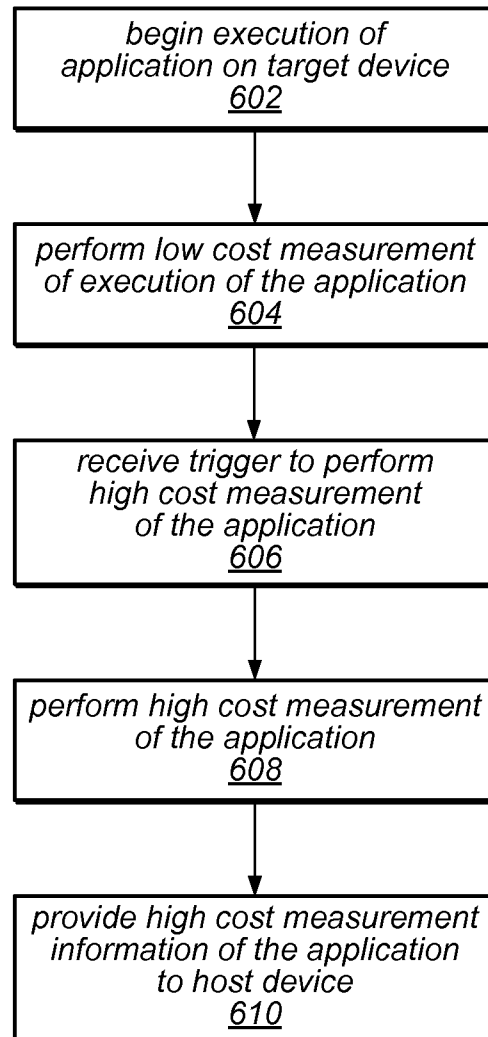 begin execution of
application on target device
602
perform low cost measurement
of execution of the application
604
receive trigger to perform
high cost measurement
of the application
606
perform high cost measurement
of the application
608
provide high cost measurement
information of the application
to host device
610